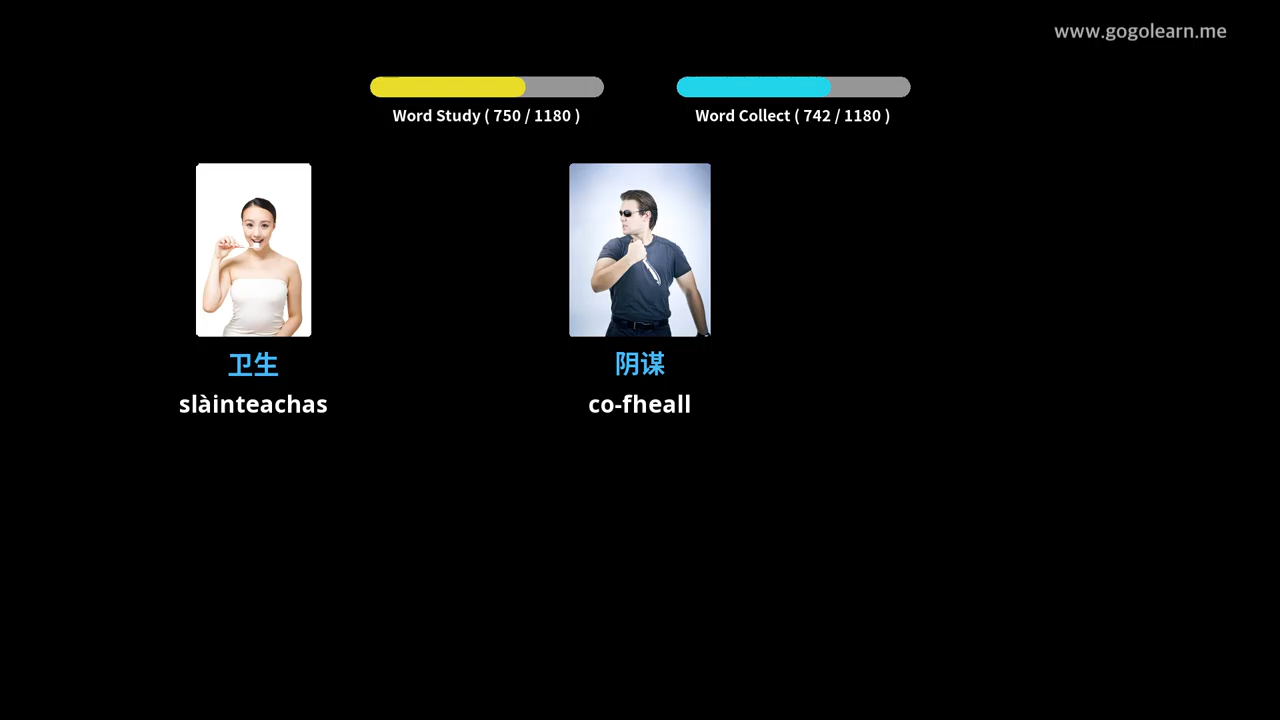 www.gogolearn.me
Word Study ( 750 / 1180 )
Word Collect ( 742 / 1180 )
卫生
阴谋
slàinteachas
co-fheall